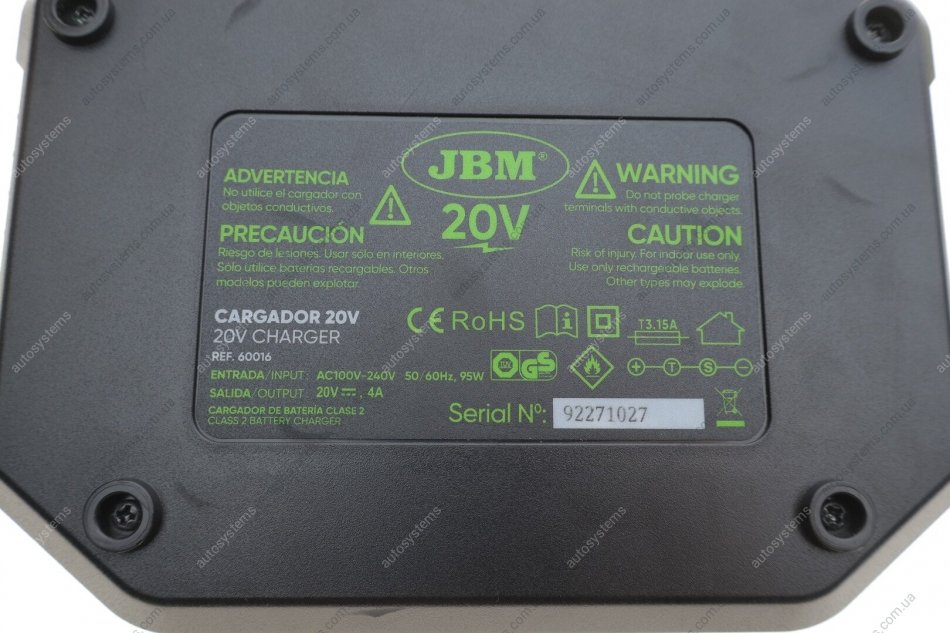 JBM®
20V
ADVERTENCIA
No utilice el cargador con
objetos conductivos.
PRECAUCIÓN
Riesgo de lesiones. Usar solo en interiores.
Sólo utilice baterías recargables. Otros
modelos pueden explotar.
WARNING
Do not probe charger
terminals with conductive objects.
CAUTION
Risk of injury. For indoor use only.
Use only rechargeable batteries.
Other types may explode.
CARGADOR 20V
20V CHARGER
REF. 60016
ENTRADA/INPUT: AC100V-240V 50/60Hz, 95W
SALIDA/OUTPUT: 20V⎓, 4A
CARGADOR DE BATERÍA CLASE 2
CLASS 2 BATTERY CHARGER
CE RoHS
T3.15A
GS
+ T S −
Serial Nº: 92271027
autosystems.com.ua